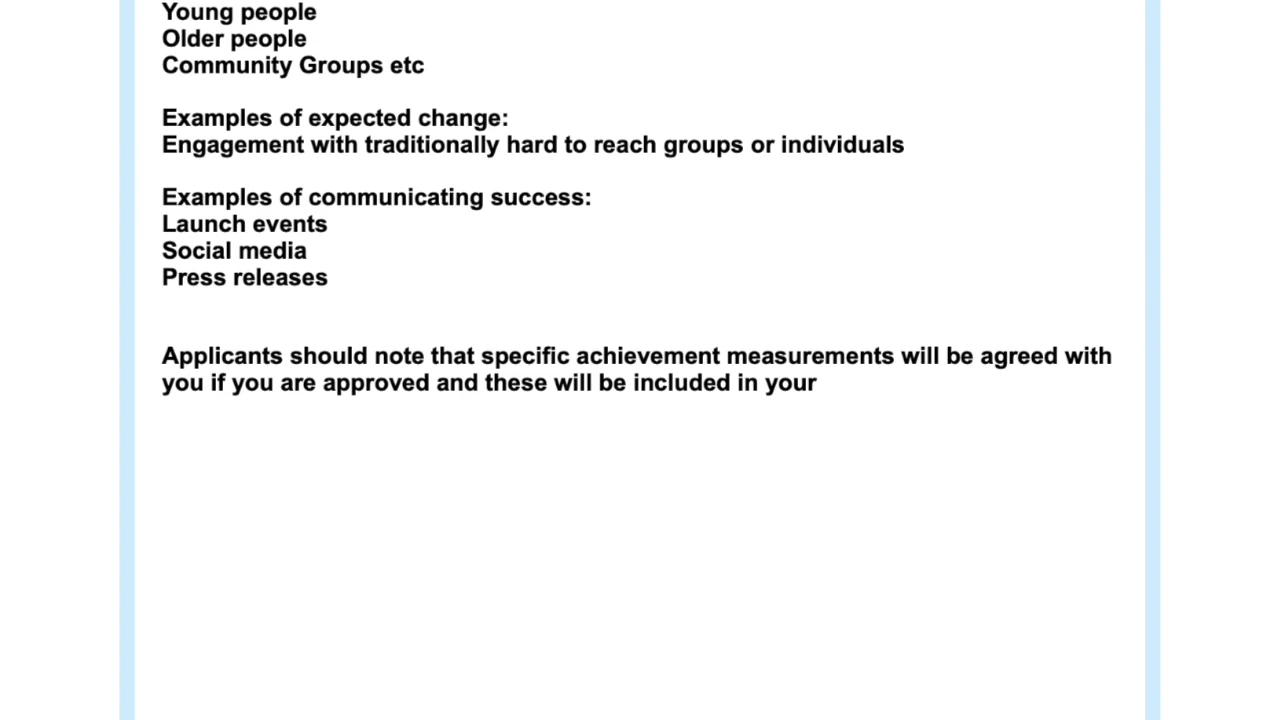 Young people
Older people
Community Groups etc
Examples of expected change:
Engagement with traditionally hard to reach groups or individuals
Examples of communicating success:
Launch events
Social media
Press releases
Applicants should note that specific achievement measurements will be agreed with
you if you are approved and these will be included in your